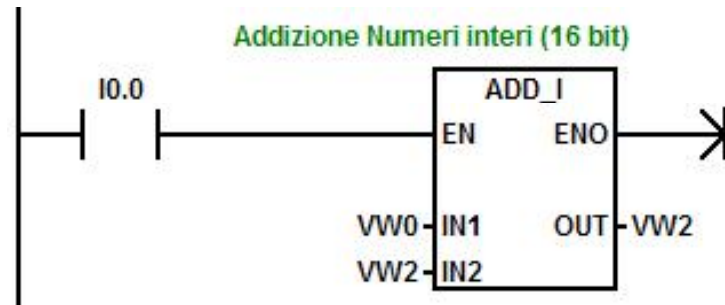 Addizione Numeri interi (16 bit)
I0.0
ADD_I
EN ENO
VW0 IN1 OUT VW2
VW2 IN2